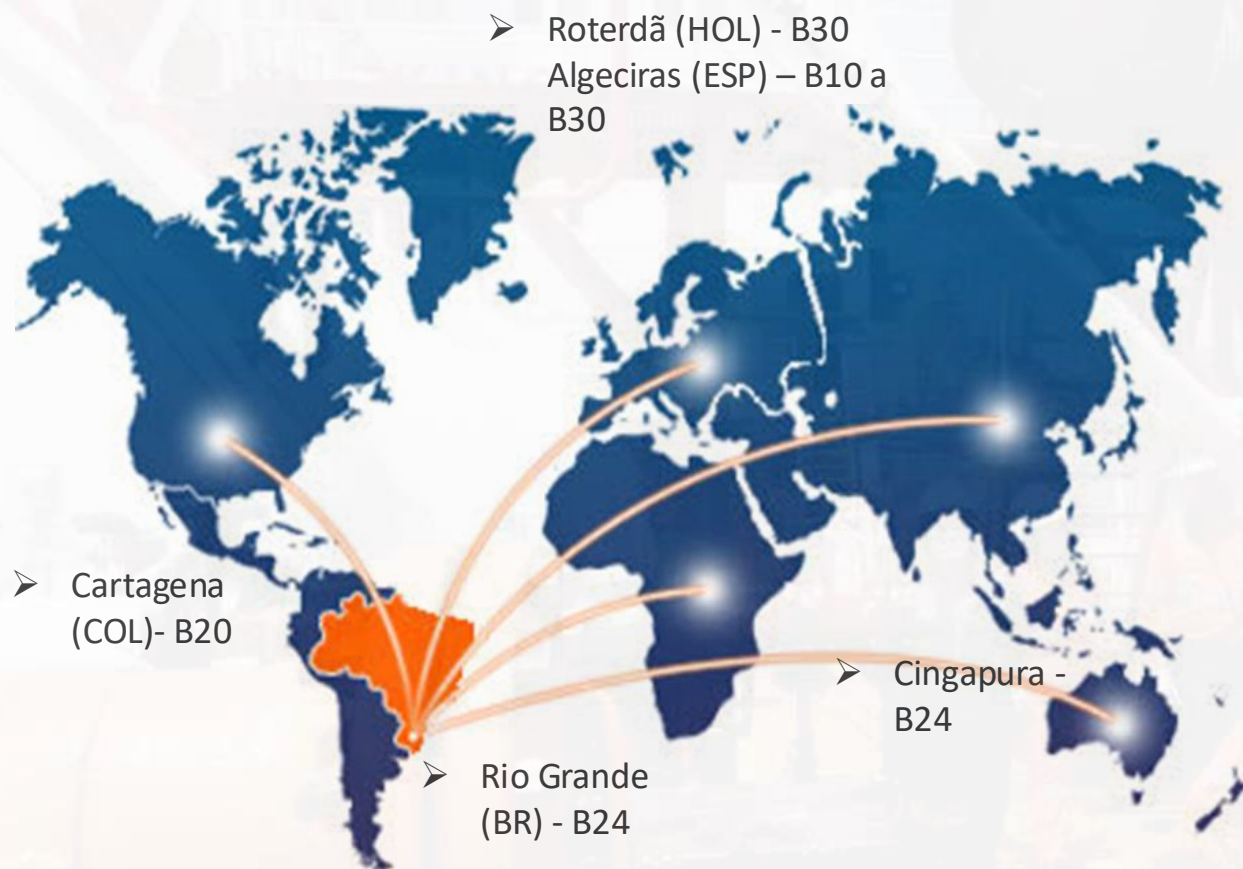 ➢ Roterdã (HOL) - B30
Algeciras (ESP) – B10 a
B30
➢ Cartagena
(COL)- B20
➢ Cingapura -
B24
➢ Rio Grande
(BR) - B24